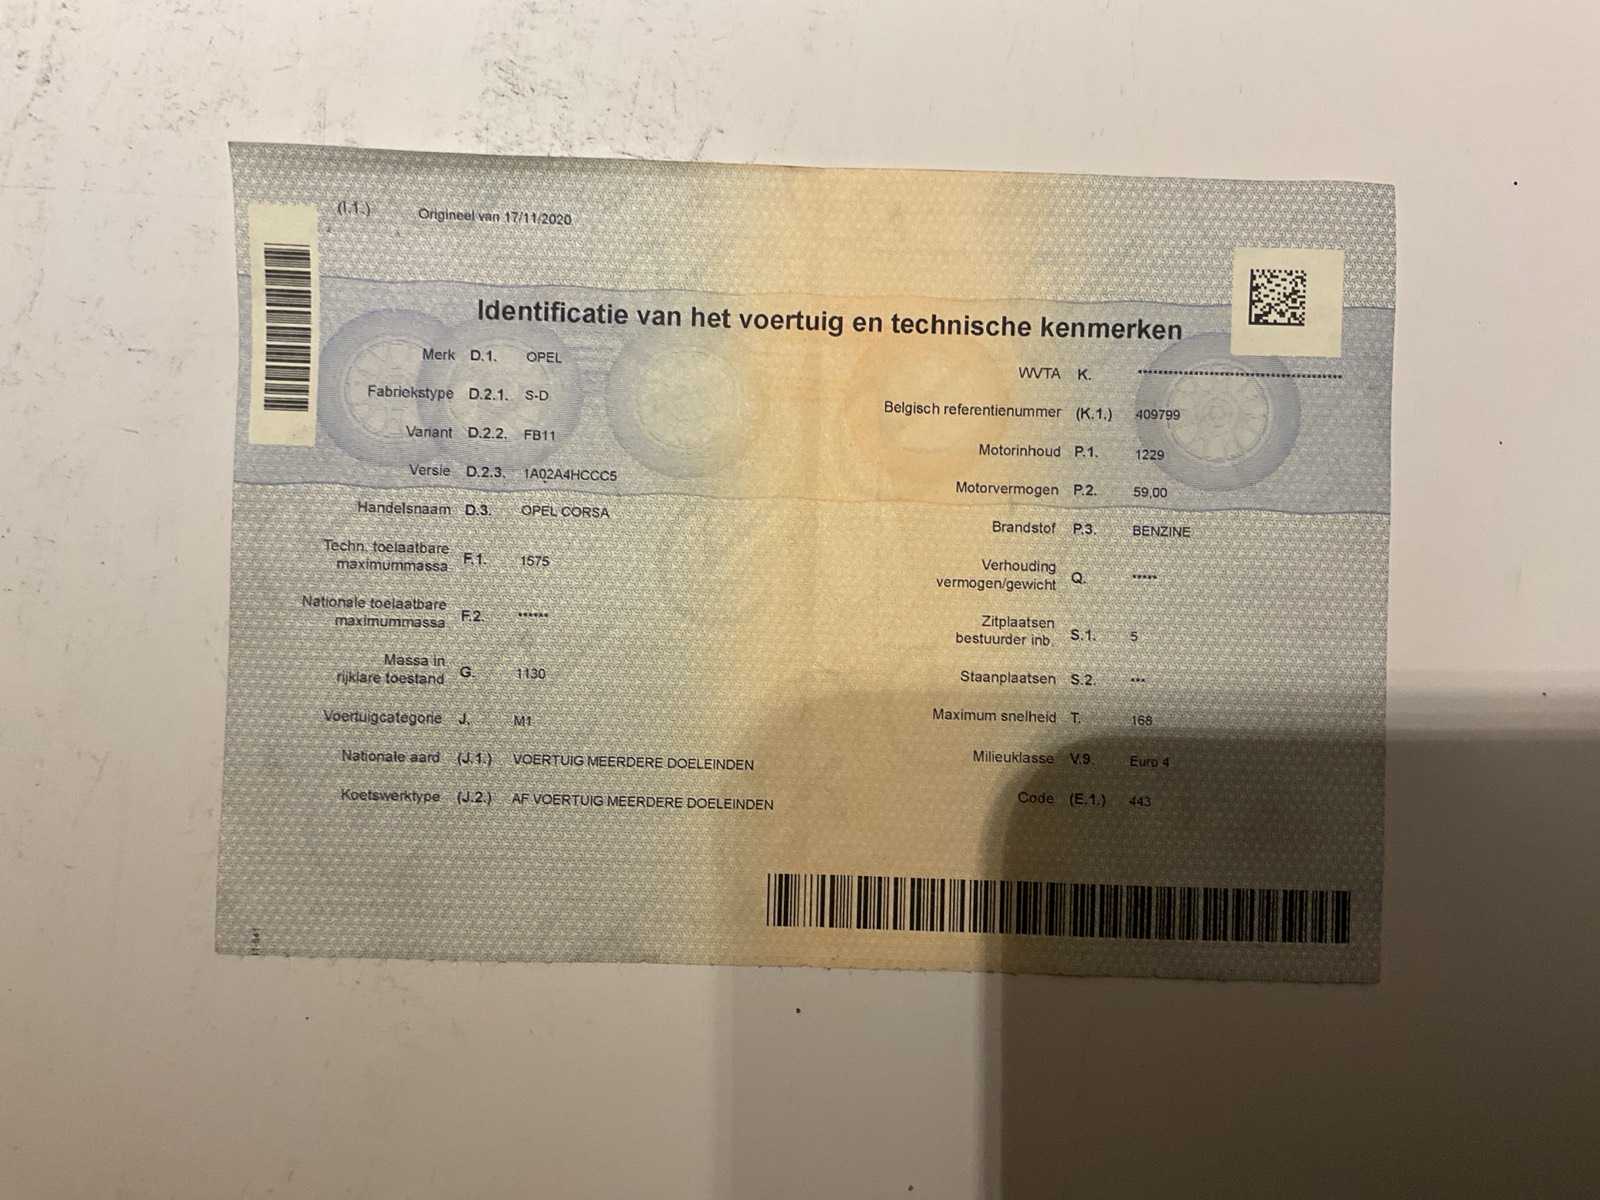 (I.1.) Origineel van 17/11/2020
Identificatie van het voertuig en technische kenmerken
Merk D.1. OPEL
Fabriekstype D.2.1. S-D
Variant D.2.2. FB11
Versie D.2.3. 1A02A4HCCC5
Handelsnaam D.3. OPEL CORSA
Techn. toelaatbare
maximummassa F.1. 1575
Nationale toelaatbare
maximummassa F.2. ******
Massa in
rijklare toestand G. 1130
Voertuigcategorie J. M1
Nationale aard (J.1.) VOERTUIG MEERDERE DOELEINDEN
Koetswerktype (J.2.) AF VOERTUIG MEERDERE DOELEINDEN
WVTA K. ***********************************
Belgisch referentienummer (K.1.) 409799
Motorinhoud P.1. 1229
Motorvermogen P.2. 59,00
Brandstof P.3. BENZINE
Verhouding
vermogen/gewicht Q. *****
Zitplaatsen
bestuurder inb. S.1. 5
Staanplaatsen S.2. ***
Maximum snelheid T. 168
Milieuklasse V.9. Euro 4
Code (E.1.) 443